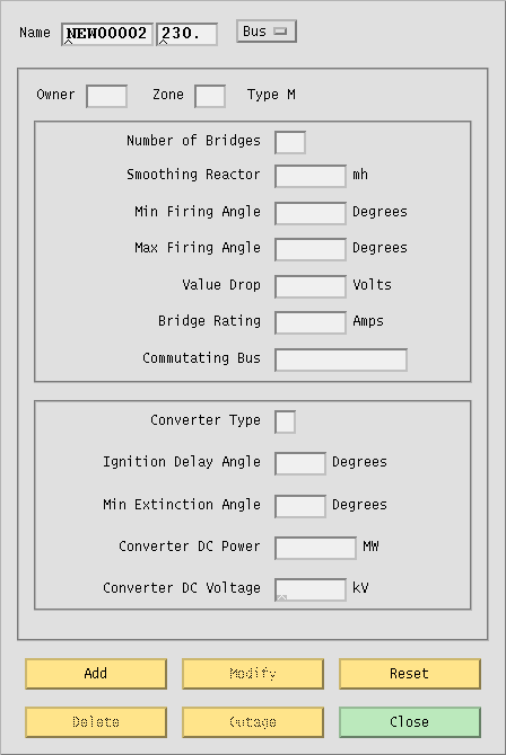 Name NEW00002 230. Bus
Owner Zone Type M
Number of Bridges
Smoothing Reactor mh
Min Firing Angle Degrees
Max Firing Angle Degrees
Value Drop Volts
Bridge Rating Amps
Commutating Bus
Converter Type
Ignition Delay Angle Degrees
Min Extinction Angle Degrees
Converter DC Power MW
Converter DC Voltage kV
Add Modify Reset
Delete Outage Close